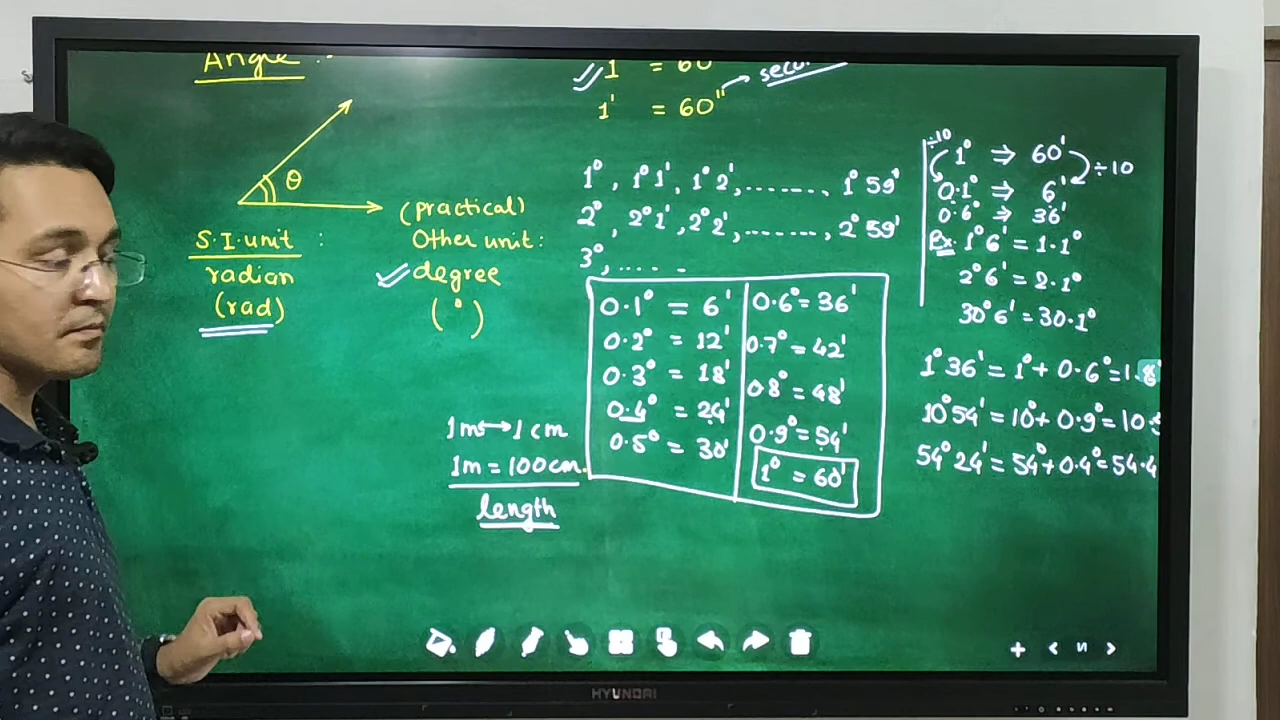 Angle :-
θ
S.I. unit :
radian
(rad)
(practical)
Other unit:
degree
( ° )
1 = 60
1' = 60"
1°, 1°1', 1°2', ......., 1°59'
2°, 2°1', 2°2', ......., 2°59'
3°, .... .
0.1° = 6'
0.2° = 12'
0.3° = 18'
0.4° = 24'
0.5° = 30'
0.6° = 36'
0.7° = 42'
0.8° = 48'
0.9° = 54'
1° = 60'
1m → 1 cm
1m = 100cm.
length
÷10
1° ⇒ 60'
÷10
0.1° ⇒ 6'
0.6° ⇒ 36'
Ex. 1°6' = 1.1°
2°6' = 2.1°
30°6' = 30.1°
1°36' = 1° + 0.6° = 1.
10°54' = 10° + 0.9° = 10.
54°24' = 54° + 0.4° = 54.4
HYUNDAI